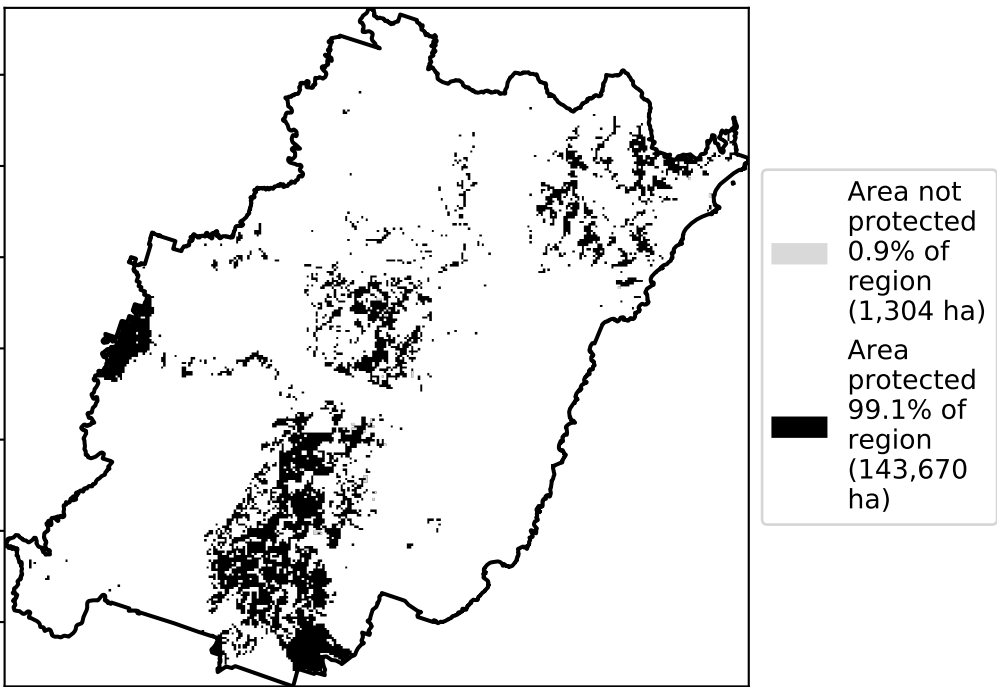 Area not
protected
0.9% of
region
(1,304 ha)
Area
protected
99.1% of
region
(143,670
ha)